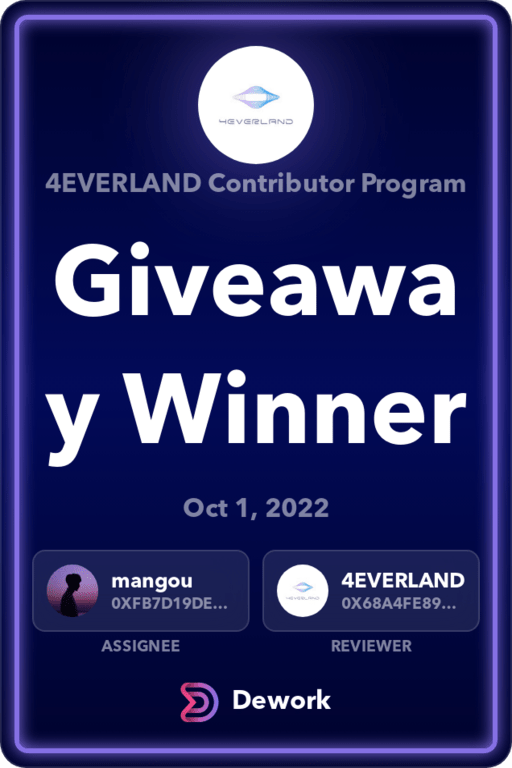 4EVERLAND
4EVERLAND Contributor Program
Giveawa
y Winner
Oct 1, 2022
mangou
0XFB7D19DE...
ASSIGNEE
4EVERLAND
4EVERLAND
0X68A4FE89...
REVIEWER
Dework